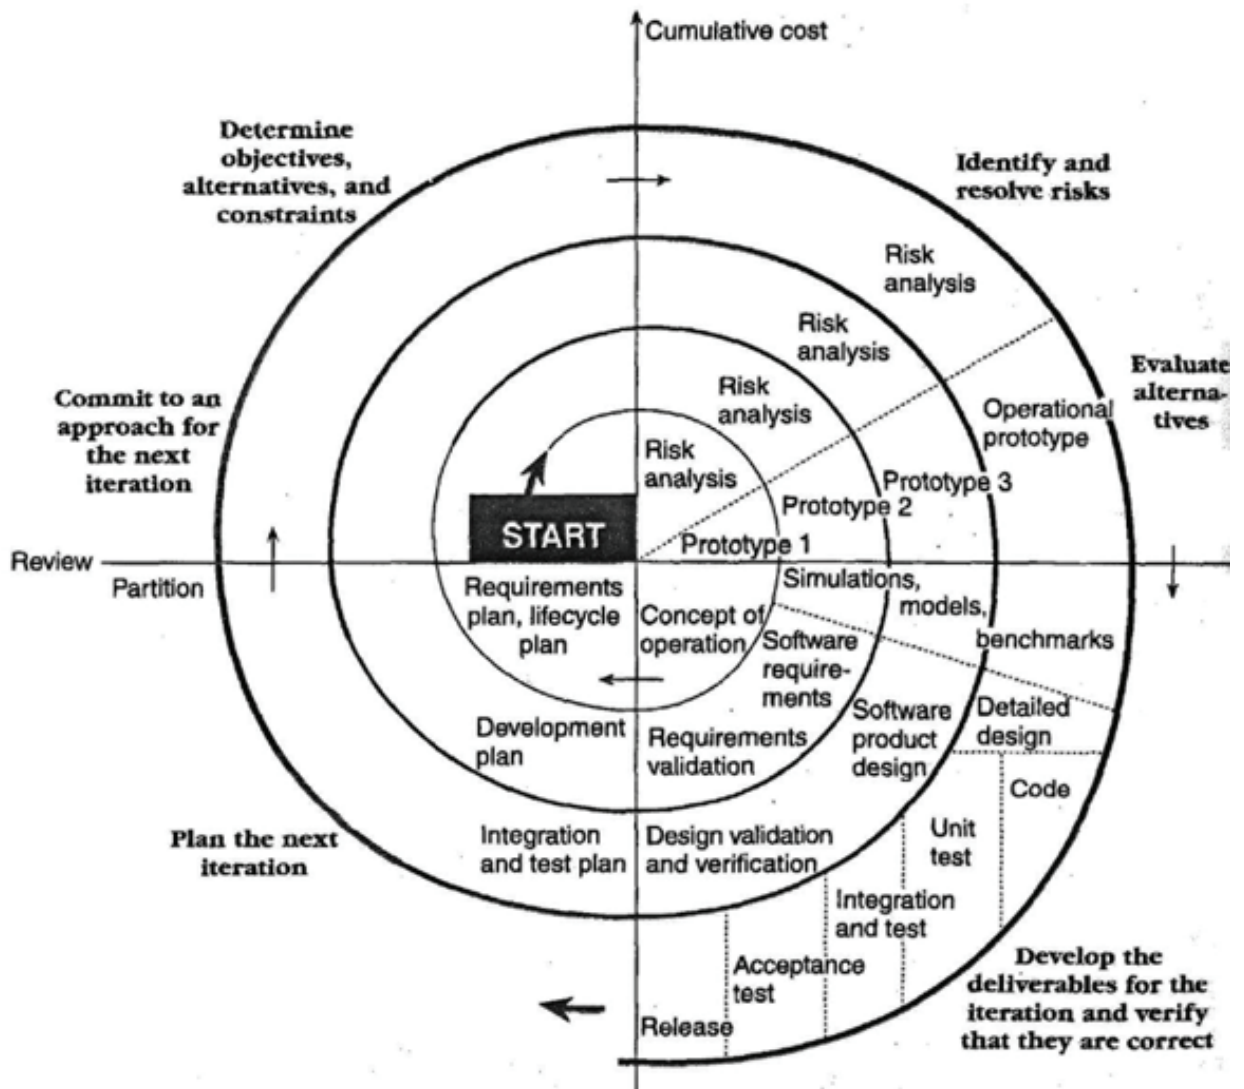 Cumulative cost
Determine
objectives,
alternatives, and
constraints
Identify and
resolve risks
Risk
analysis
Risk
analysis
Risk
analysis
Risk
analysis
Evaluate
alterna-
tives
Commit to an
approach for
the next
iteration
Operational
prototype
Prototype 3
Prototype 2
Prototype 1
START
Review
Partition
Requirements
plan, lifecycle
plan
Concept of
operation
Simulations,
models,
benchmarks
Software
require-
ments
Software
product
design
Detailed
design
Development
plan
Requirements
validation
Code
Unit
test
Plan the next
iteration
Integration
and test plan
Design validation
and verification
Integration
and test
Acceptance
test
Release
Develop the
deliverables for the
iteration and verify
that they are correct